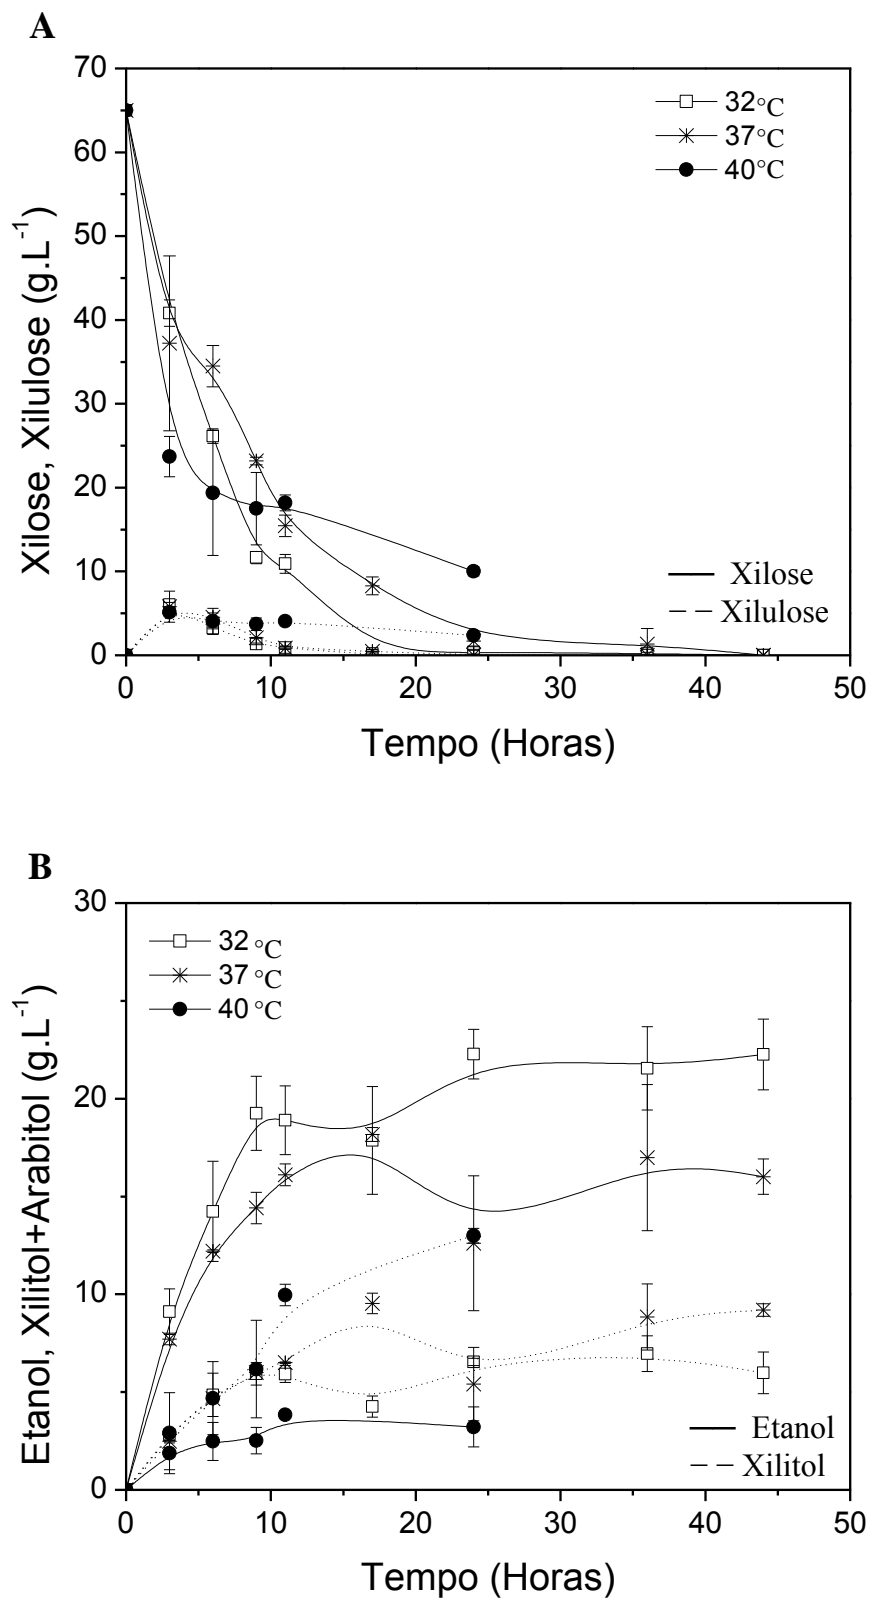 A
70
60
50
40
30
20
10
0
Xilose, Xilulose (g.L⁻¹)
32°C
37°C
40°C
Xilose
Xilulose
0 10 20 30 40 50
Tempo (Horas)
B
30
20
10
0
Etanol, Xilitol+Arabitol (g.L⁻¹)
32 °C
37 °C
40 °C
Etanol
Xilitol
0 10 20 30 40 50
Tempo (Horas)